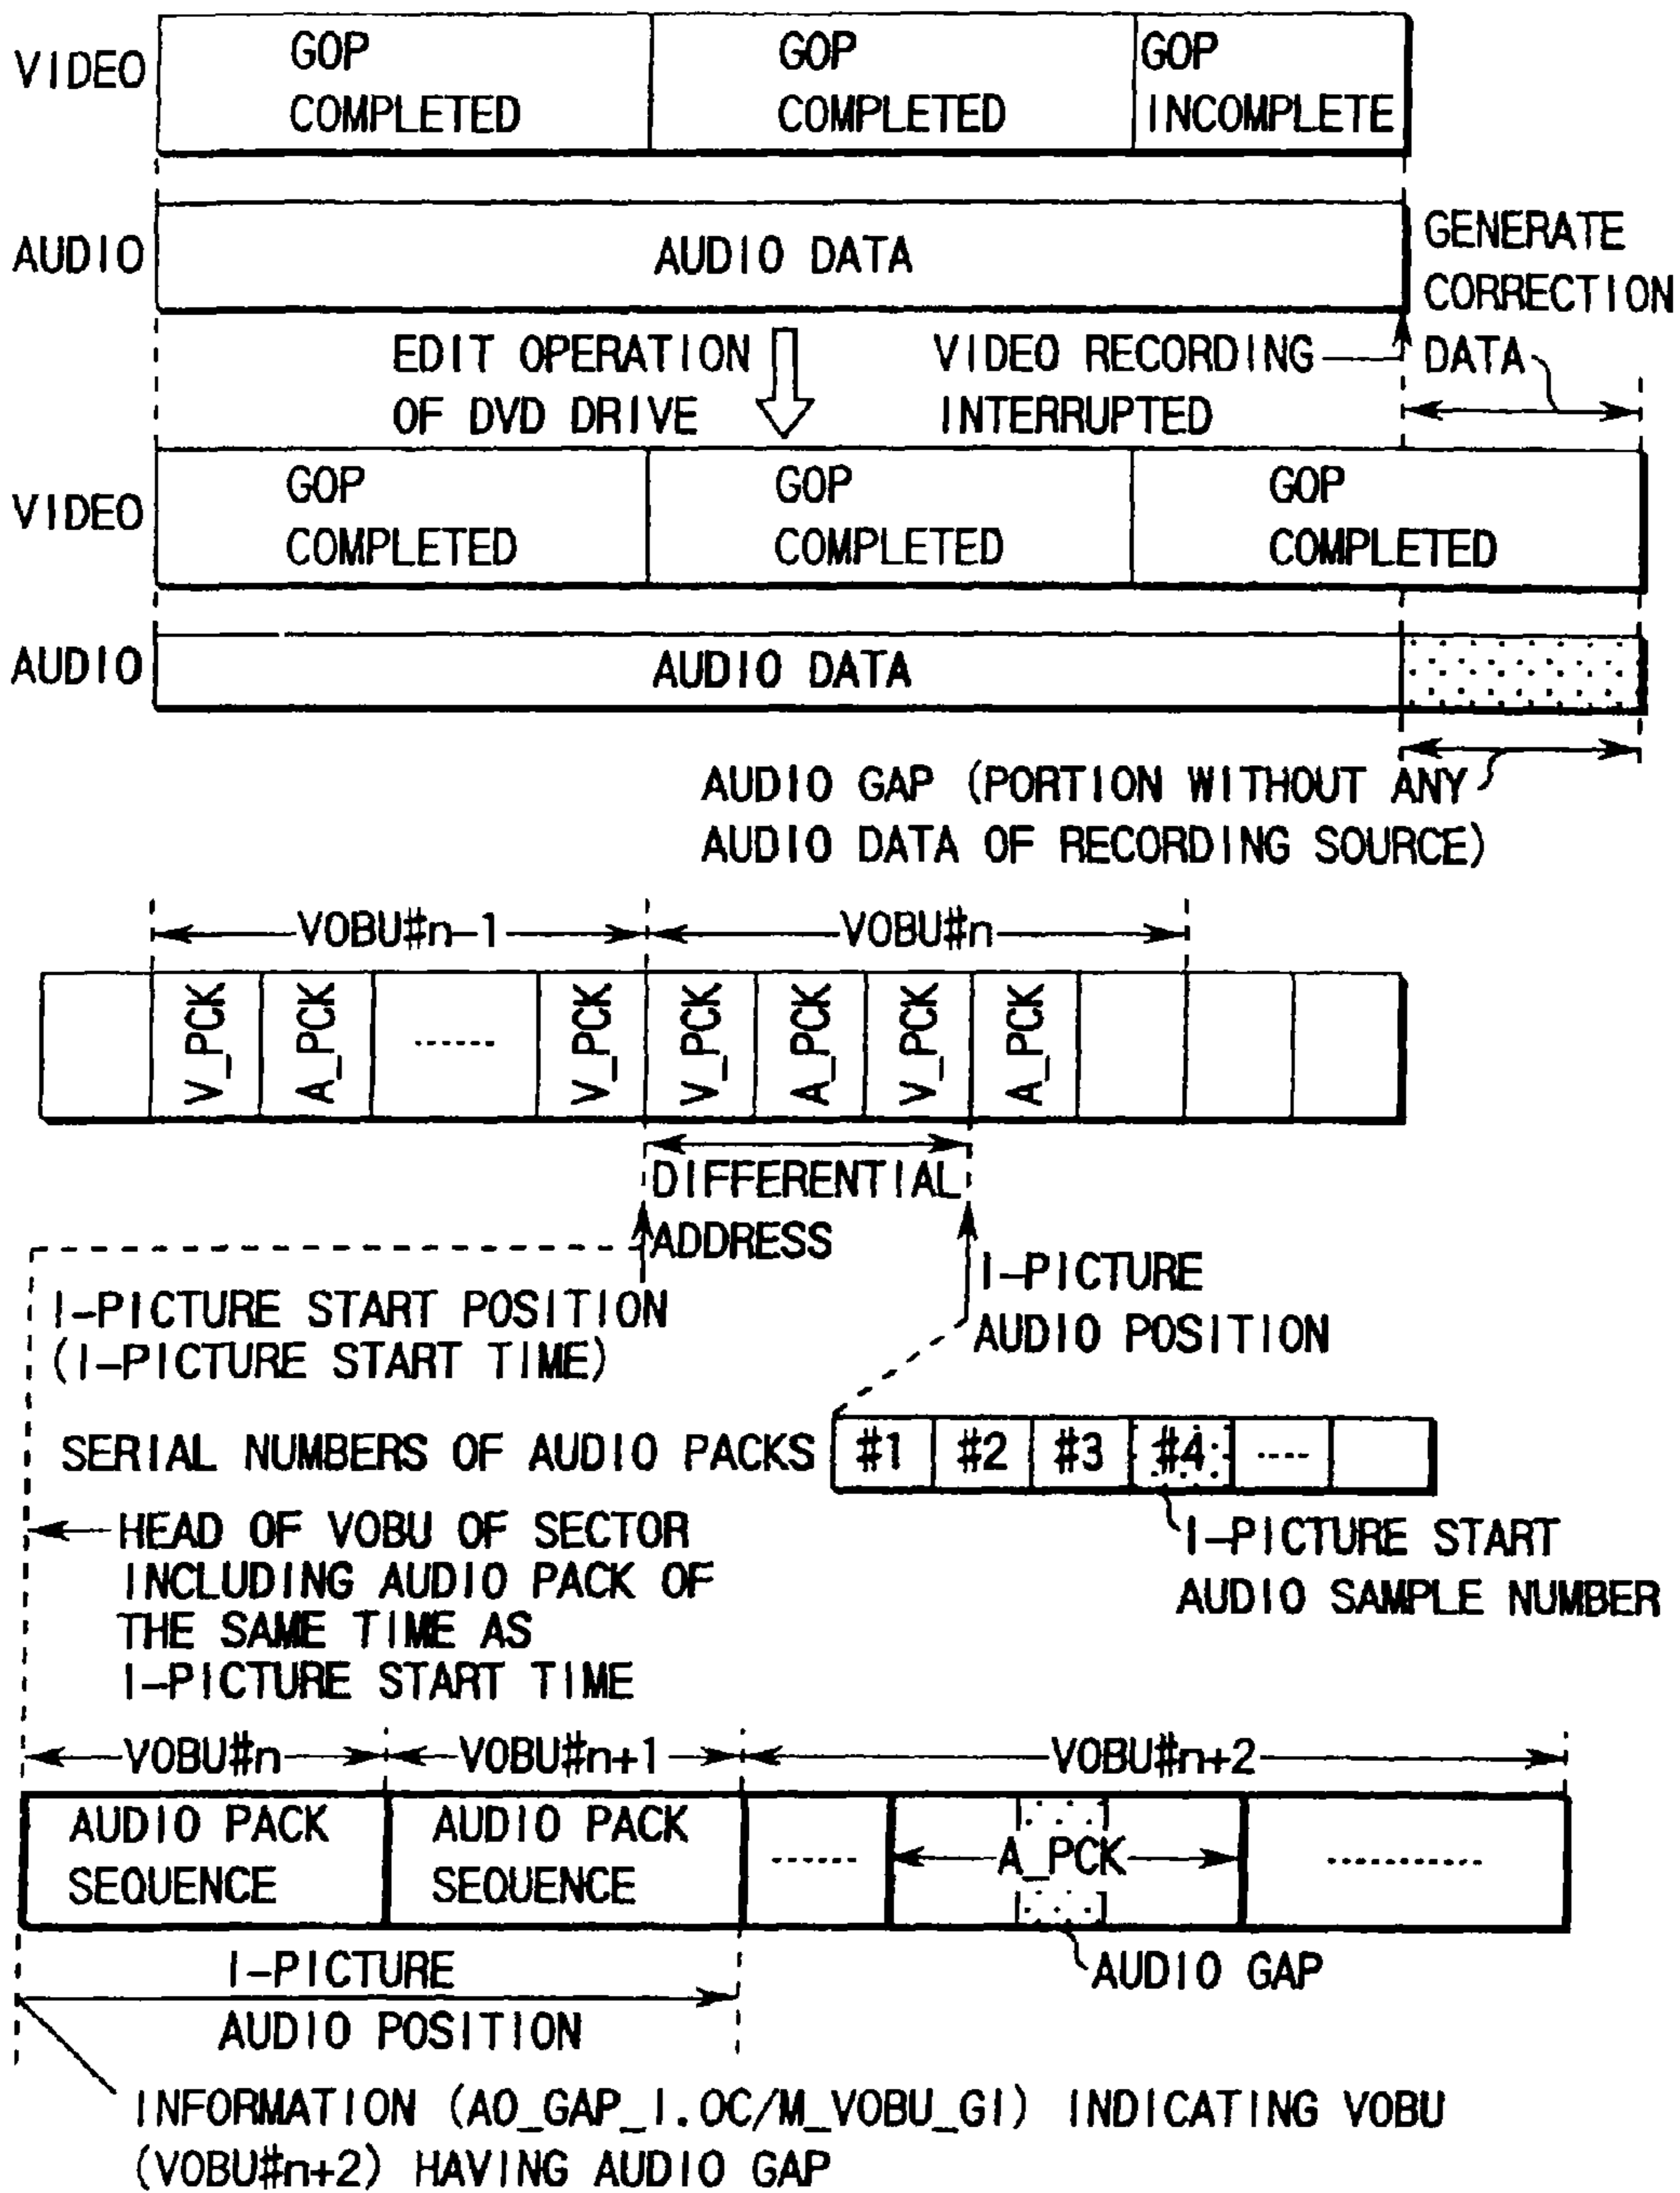 VIDEO
GOP
COMPLETED
GOP
COMPLETED
GOP
INCOMPLETE
AUDIO
AUDIO DATA
GENERATE
CORRECTION
DATA
EDIT OPERATION
OF DVD DRIVE
VIDEO RECORDING
INTERRUPTED
VIDEO
GOP
COMPLETED
GOP
COMPLETED
GOP
COMPLETED
AUDIO
AUDIO DATA
AUDIO GAP (PORTION WITHOUT ANY
AUDIO DATA OF RECORDING SOURCE)
VOBU#n-1
VOBU#n
V_PCK
A_PCK
------
V_PCK
V_PCK
A_PCK
V_PCK
A_PCK
DIFFERENTIAL
ADDRESS
I-PICTURE START POSITION
(I-PICTURE START TIME)
I-PICTURE
AUDIO POSITION
SERIAL NUMBERS OF AUDIO PACKS
#1
#2
#3
#4
----
I-PICTURE START
AUDIO SAMPLE NUMBER
HEAD OF VOBU OF SECTOR
INCLUDING AUDIO PACK OF
THE SAME TIME AS
I-PICTURE START TIME
VOBU#n
VOBU#n+1
VOBU#n+2
AUDIO PACK
SEQUENCE
AUDIO PACK
SEQUENCE
------
A_PCK
-----------
AUDIO GAP
I-PICTURE
AUDIO POSITION
INFORMATION (A0_GAP_I.OC/M_VOBU_GI) INDICATING VOBU
(VOBU#n+2) HAVING AUDIO GAP